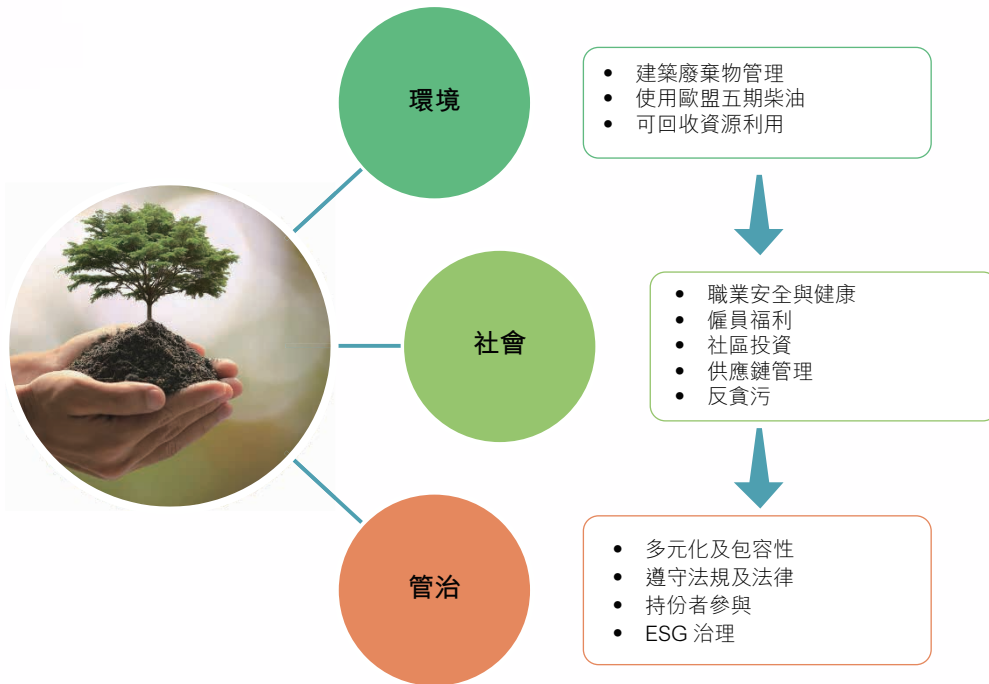 環境
• 建築廢棄物管理
• 使用歐盟五期柴油
• 可回收資源利用
社會
• 職業安全與健康
• 僱員福利
• 社區投資
• 供應鏈管理
• 反貪污
管治
• 多元化及包容性
• 遵守法規及法律
• 持份者參與
• ESG 治理